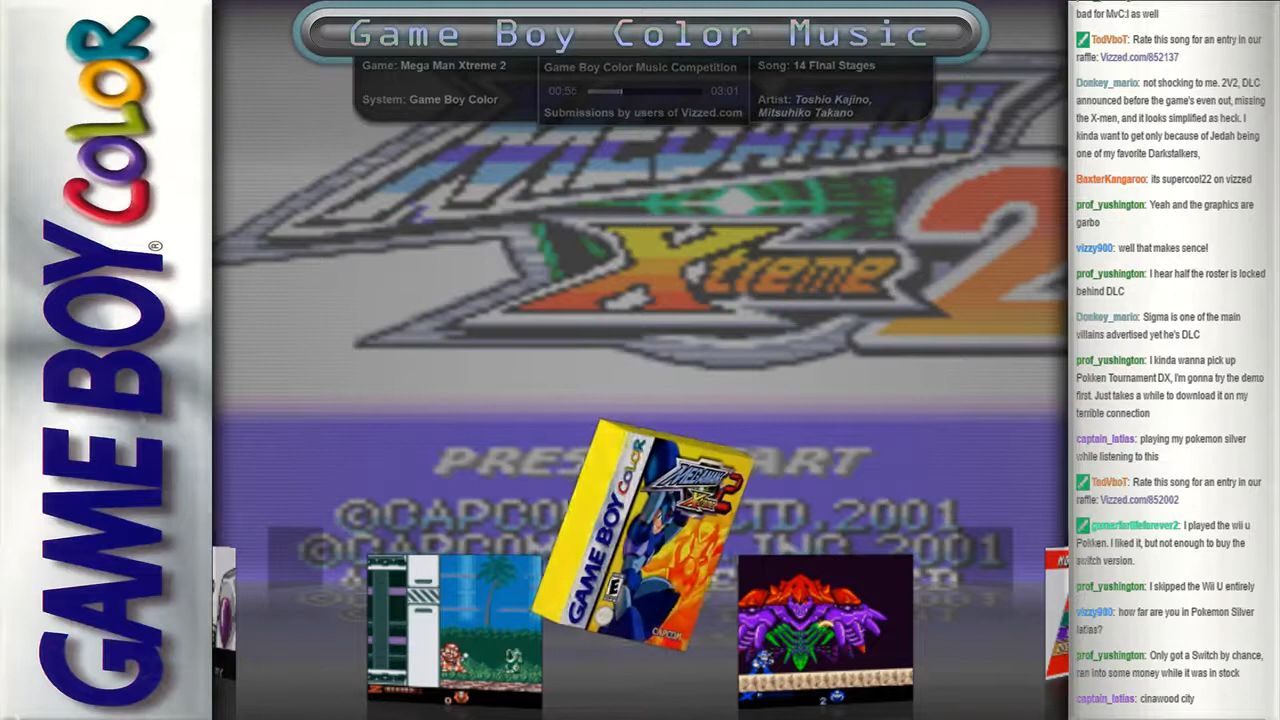 GAME BOY COLOR ®
Game Boy Color Music
Game: Mega Man Xtreme 2
System: Game Boy Color
Game Boy Color Music Competition
00:56
03:01
Submissions by users of Vizzed.com
Song: 14 Final Stages
Artist: Toshio Kajino,
Mitsuhiko Takano
MEGAMAN
Xtreme 2
GAME BOY COLOR
MEGAMAN
Xtreme 2
CAPCOM
bad for MvC:I as well
TodVboT: Rate this song for an entry in our
raffle: Vizzed.com/852137
Donkey_mario: not shocking to me. 2V2, DLC
announced before the game's even out, missing
the X-men, and it looks simplified as heck. I
kinda want to get only because of Jedah being
one of my favorite Darkstalkers,
BaxterKangaroo: its supercool22 on vizzed
prof_yushington: Yeah and the graphics are
garbo
vizzy900: well that makes sence!
prof_yushington: I hear half the roster is locked
behind DLC
Donkey_mario: Sigma is one of the main
villains advertised yet he's DLC
prof_yushington: I kinda wanna pick up
Pokken Tournament DX, I'm gonna try the demo
first. Just takes a while to download it on my
terrible connection
captain_latias: playing my pokemon silver
while listening to this
TodVboT: Rate this song for an entry in our
raffle: Vizzed.com/852002
gamerforlifeforever2: I played the wii u
Pokken. I liked it, but not enough to buy the
switch version.
prof_yushington: I skipped the Wii U entirely
vizzy900: how far are you in Pokemon Silver
latias?
prof_yushington: Only got a Switch by chance,
ran into some money while it was in stock
captain_latias: cinawood city